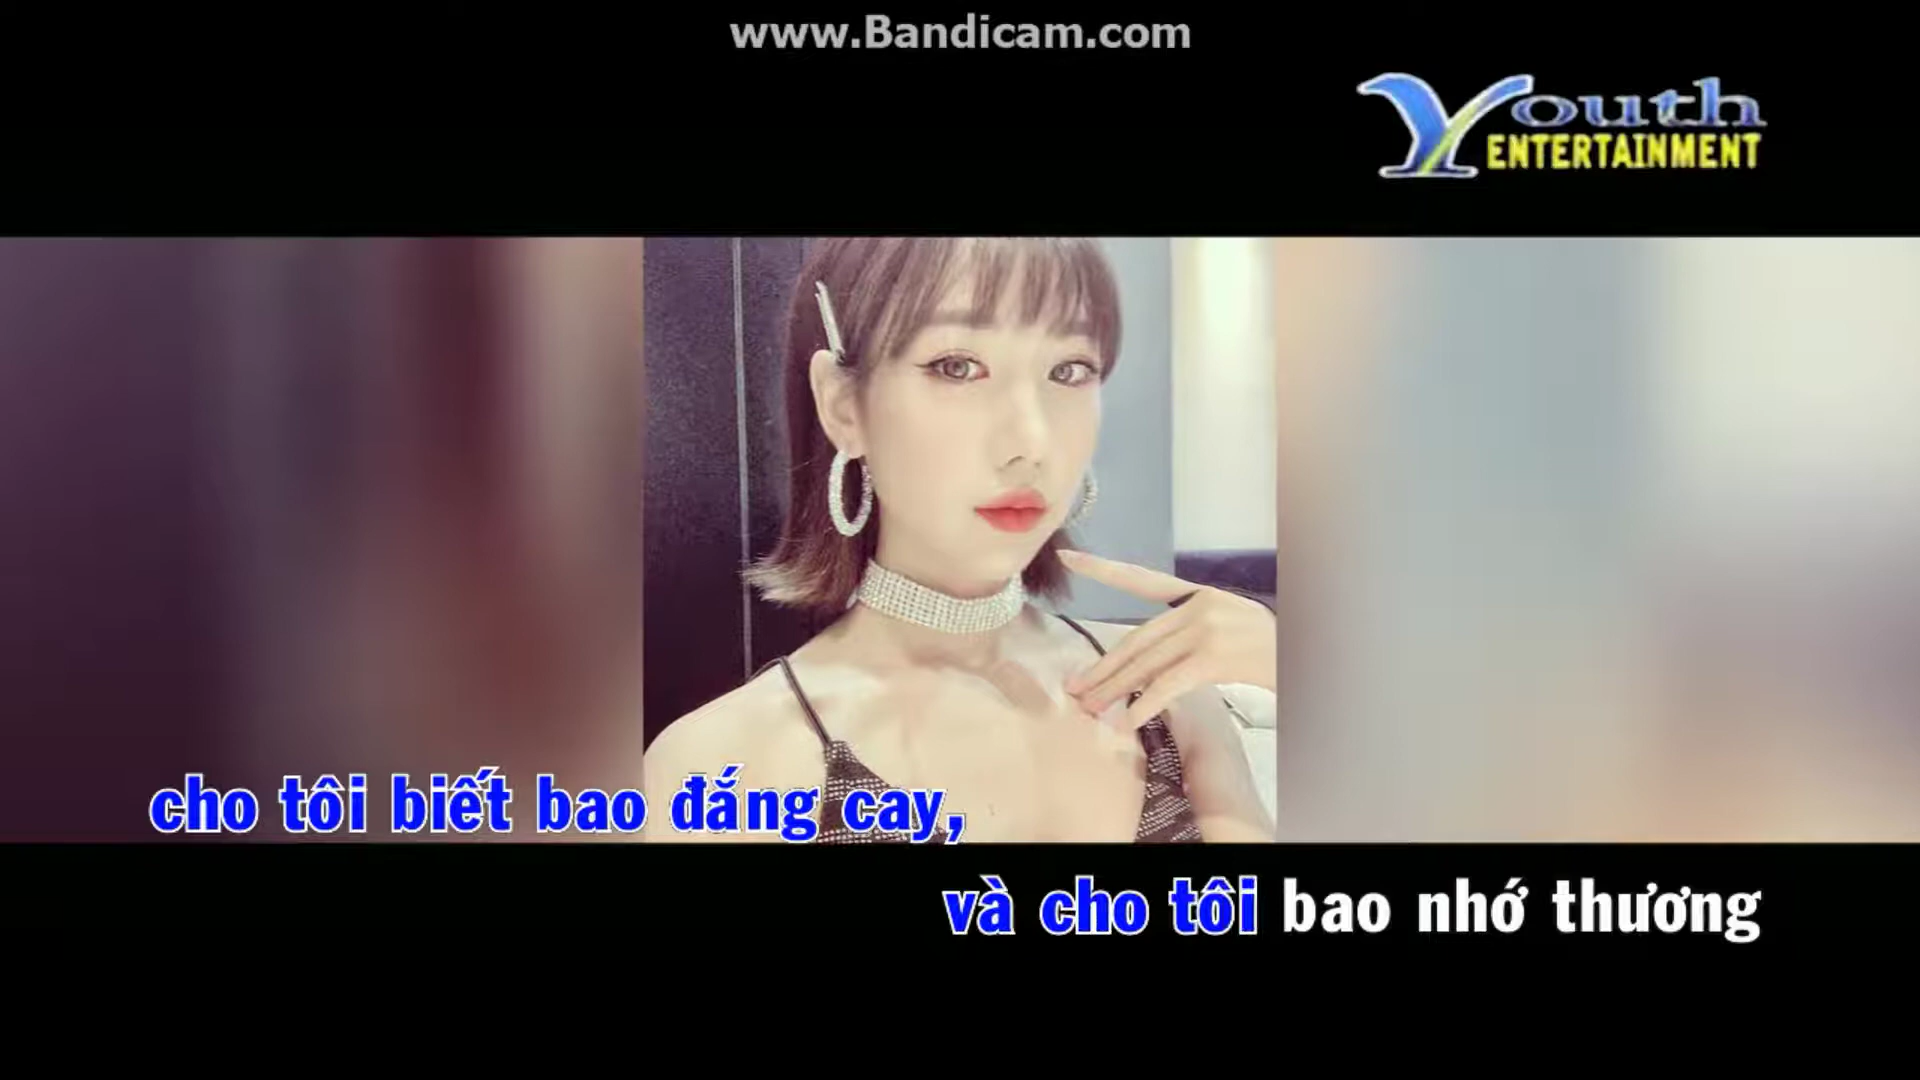 www.Bandicam.com
Youth
ENTERTAINMENT
cho tôi biết bao đắng cay,
và cho tôi bao nhớ thương